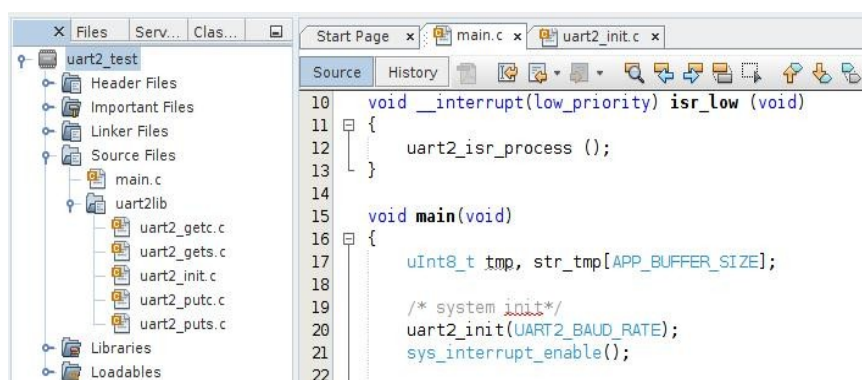 Files Serv... Clas...
uart2_test
Header Files
Important Files
Linker Files
Source Files
main.c
uart2lib
uart2_getc.c
uart2_gets.c
uart2_init.c
uart2_putc.c
uart2_puts.c
Libraries
Loadables
Start Page x main.c x uart2_init.c x
Source History
10 void __interrupt(low_priority) isr_low (void)
11 {
12 uart2_isr_process ();
13 }
14
15 void main(void)
16 {
17 uInt8_t tmp, str_tmp[APP_BUFFER_SIZE];
18
19 /* system init*/
20 uart2_init(UART2_BAUD_RATE);
21 sys_interrupt_enable();
22